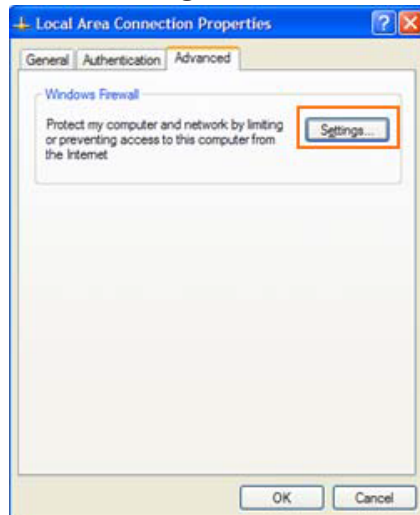 Local Area Connection Properties
General Authentication Advanced
Windows Firewall
Protect my computer and network by limiting
or preventing access to this computer from
the Internet
Settings...
OK Cancel